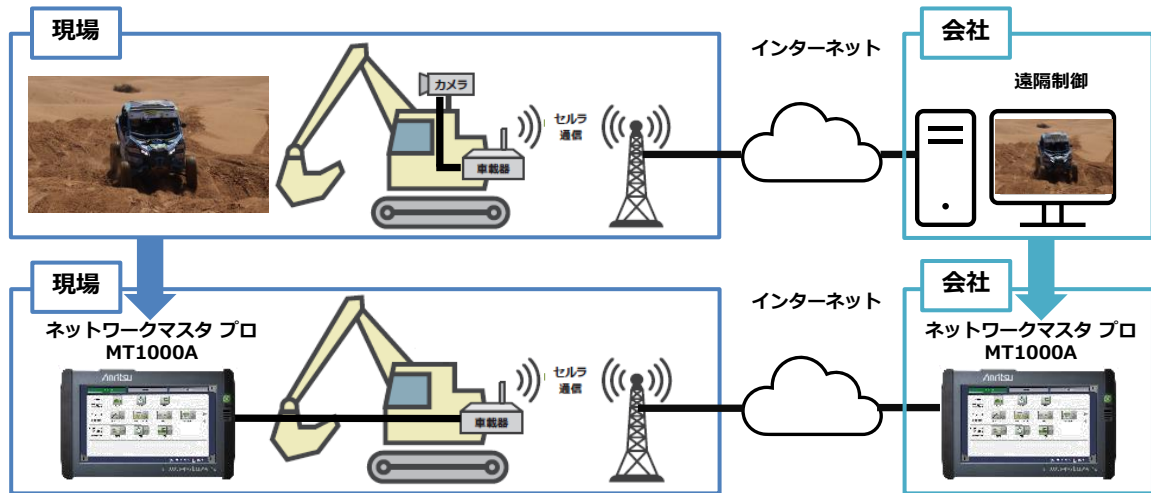 現場
会社
インターネット
遠隔制御
カメラ
セルラ
通信
車載器
現場
会社
インターネット
ネットワークマスタ プロ
MT1000A
ネットワークマスタ プロ
MT1000A
セルラ
通信
車載器
Anritsu
Anritsu